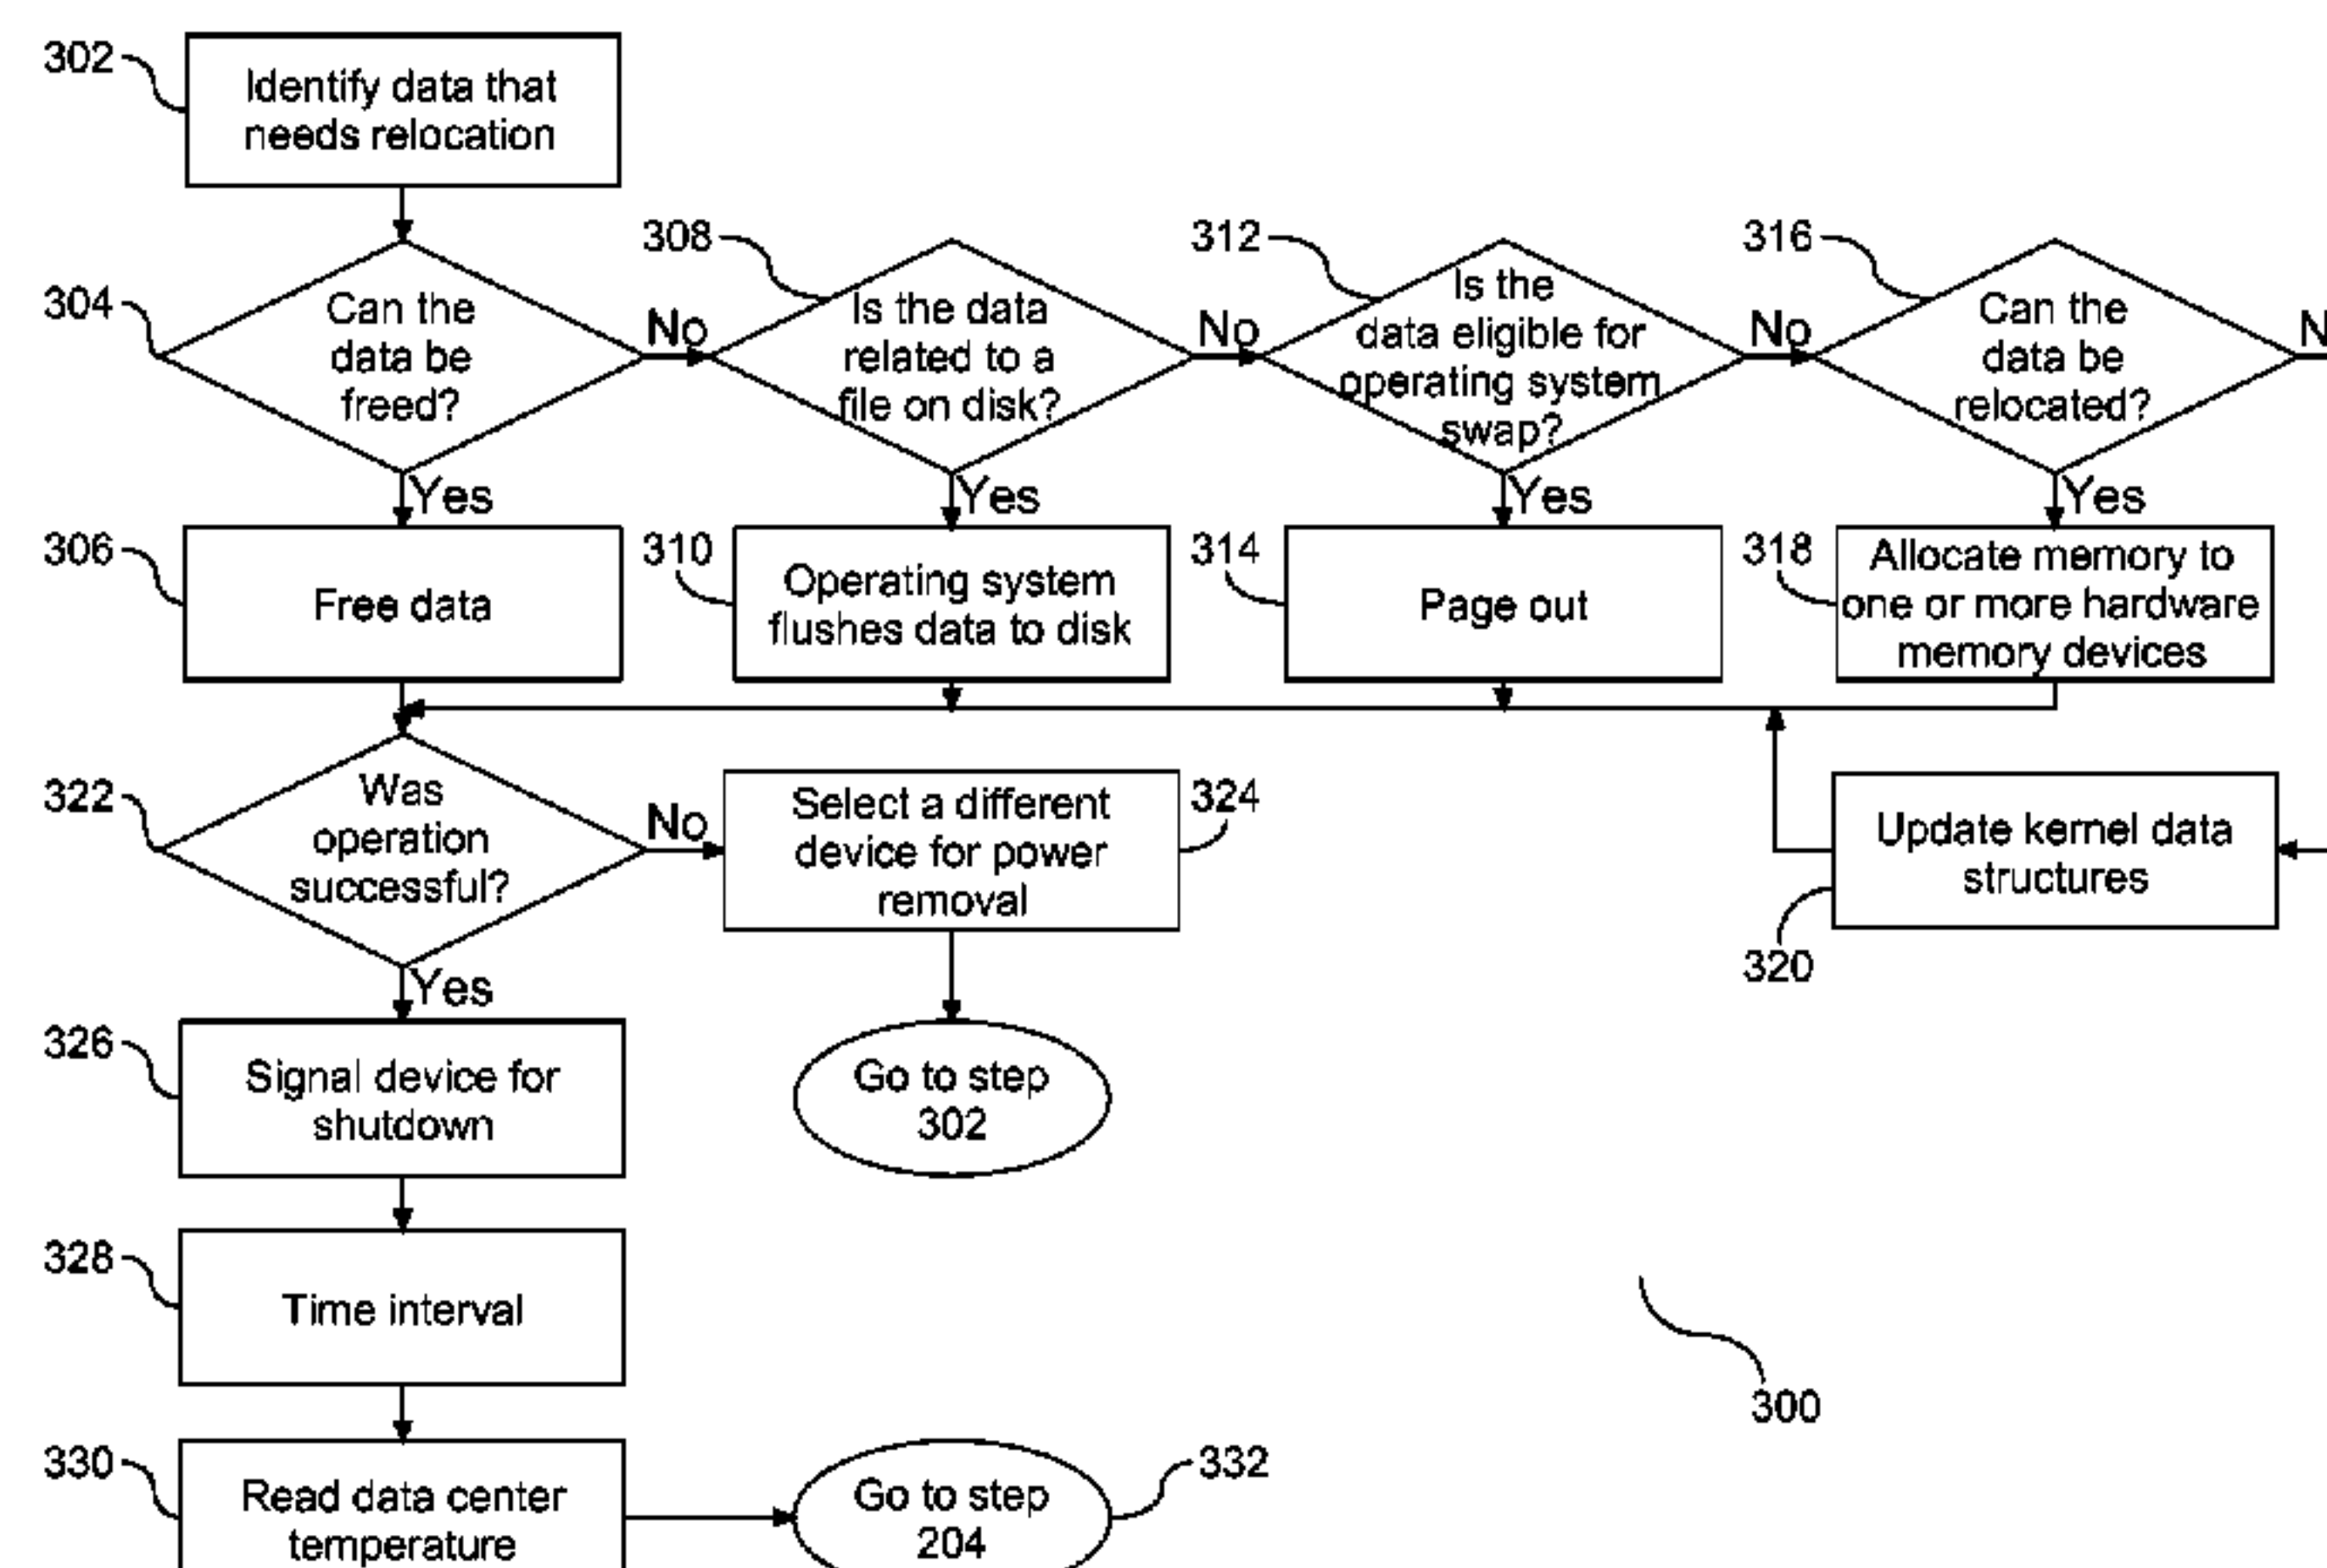 302
Identify data that
needs relocation
304
Can the
data be
freed?
No
Yes
308
Is the data
related to a
file on disk?
No
Yes
312
Is the
data eligible for
operating system
swap?
No
Yes
316
Can the
data be
relocated?
N
Yes
306
Free data
310
Operating system
flushes data to disk
314
Page out
318
Allocate memory to
one or more hardware
memory devices
322
Was
operation
successful?
No
Yes
Select a different
device for power
removal
324
Update kernel data
structures
320
326
Signal device for
shutdown
Go to step
302
328
Time interval
300
330
Read data center
temperature
Go to step
204
332